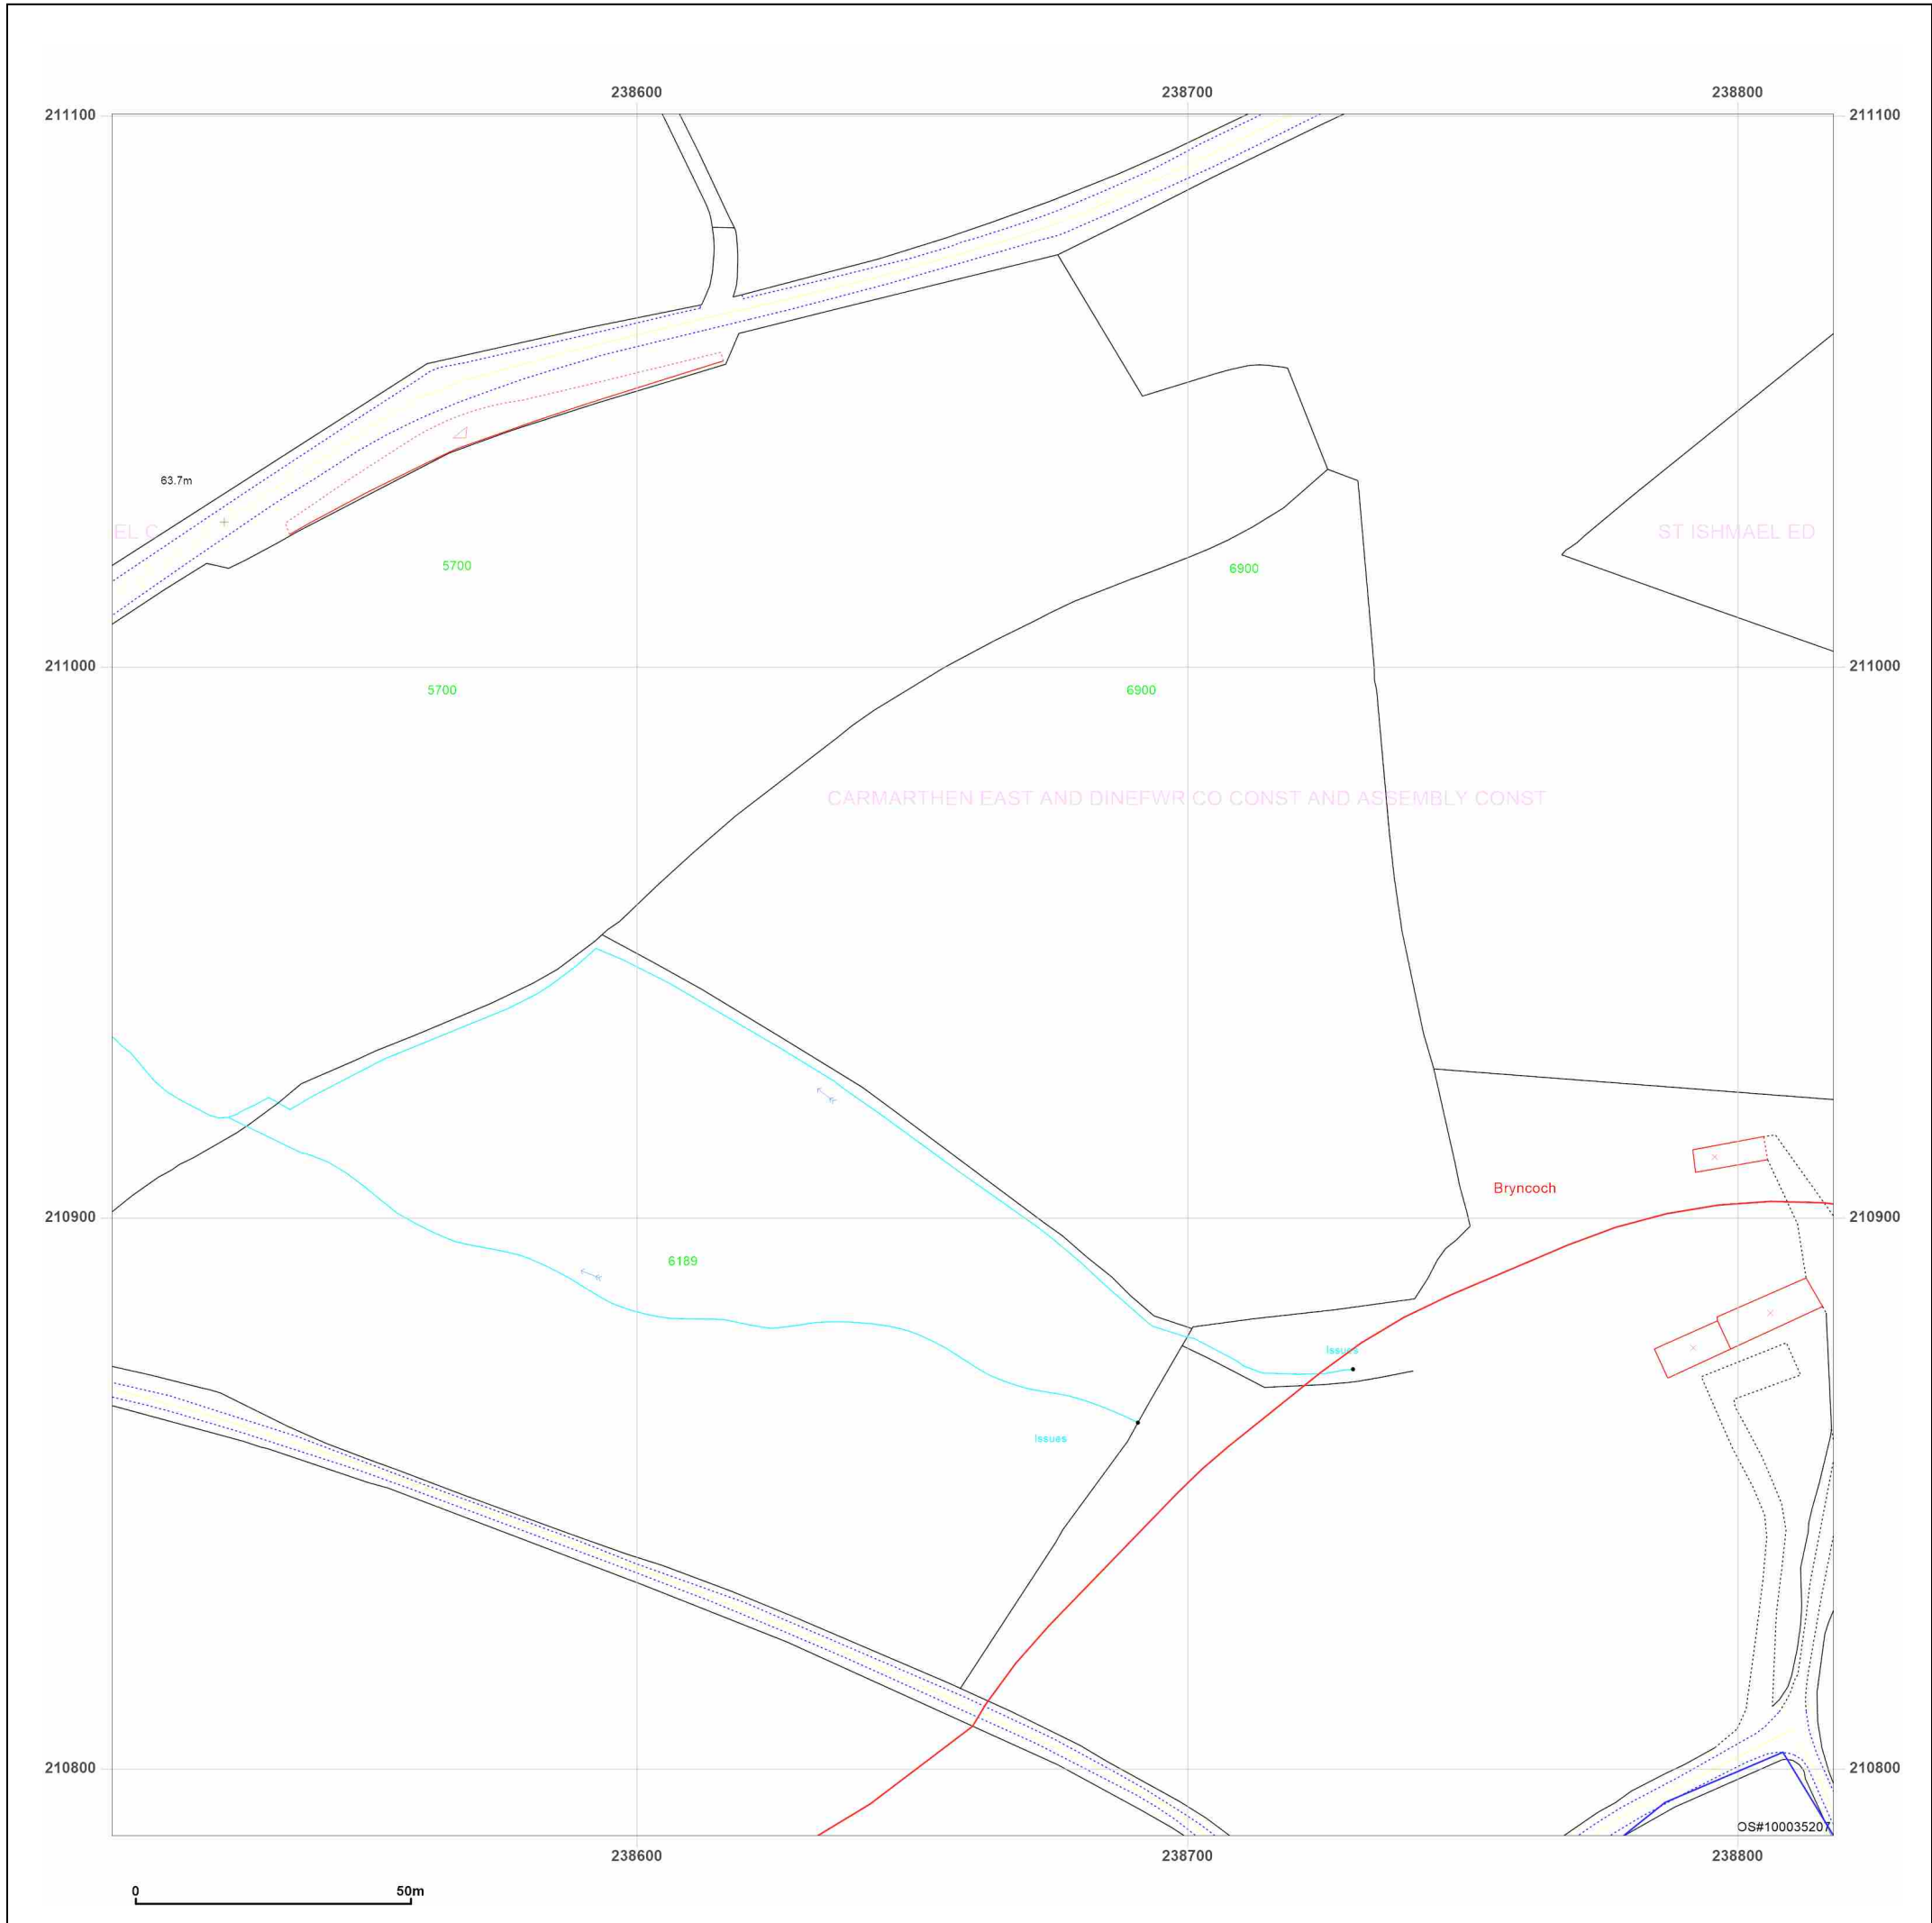 238600 238700 238800
211100 211100
63.7m
EL C
ST ISHMAEL ED
5700
6900
211000 211000
5700
6900
CARMARTHEN EAST AND DINEFWR CO CONST AND ASSEMBLY CONST
Bryncoch
210900 210900
6189
Issues
Issues
210800 210800
OS#100035207
238600 238700 238800
0 50m